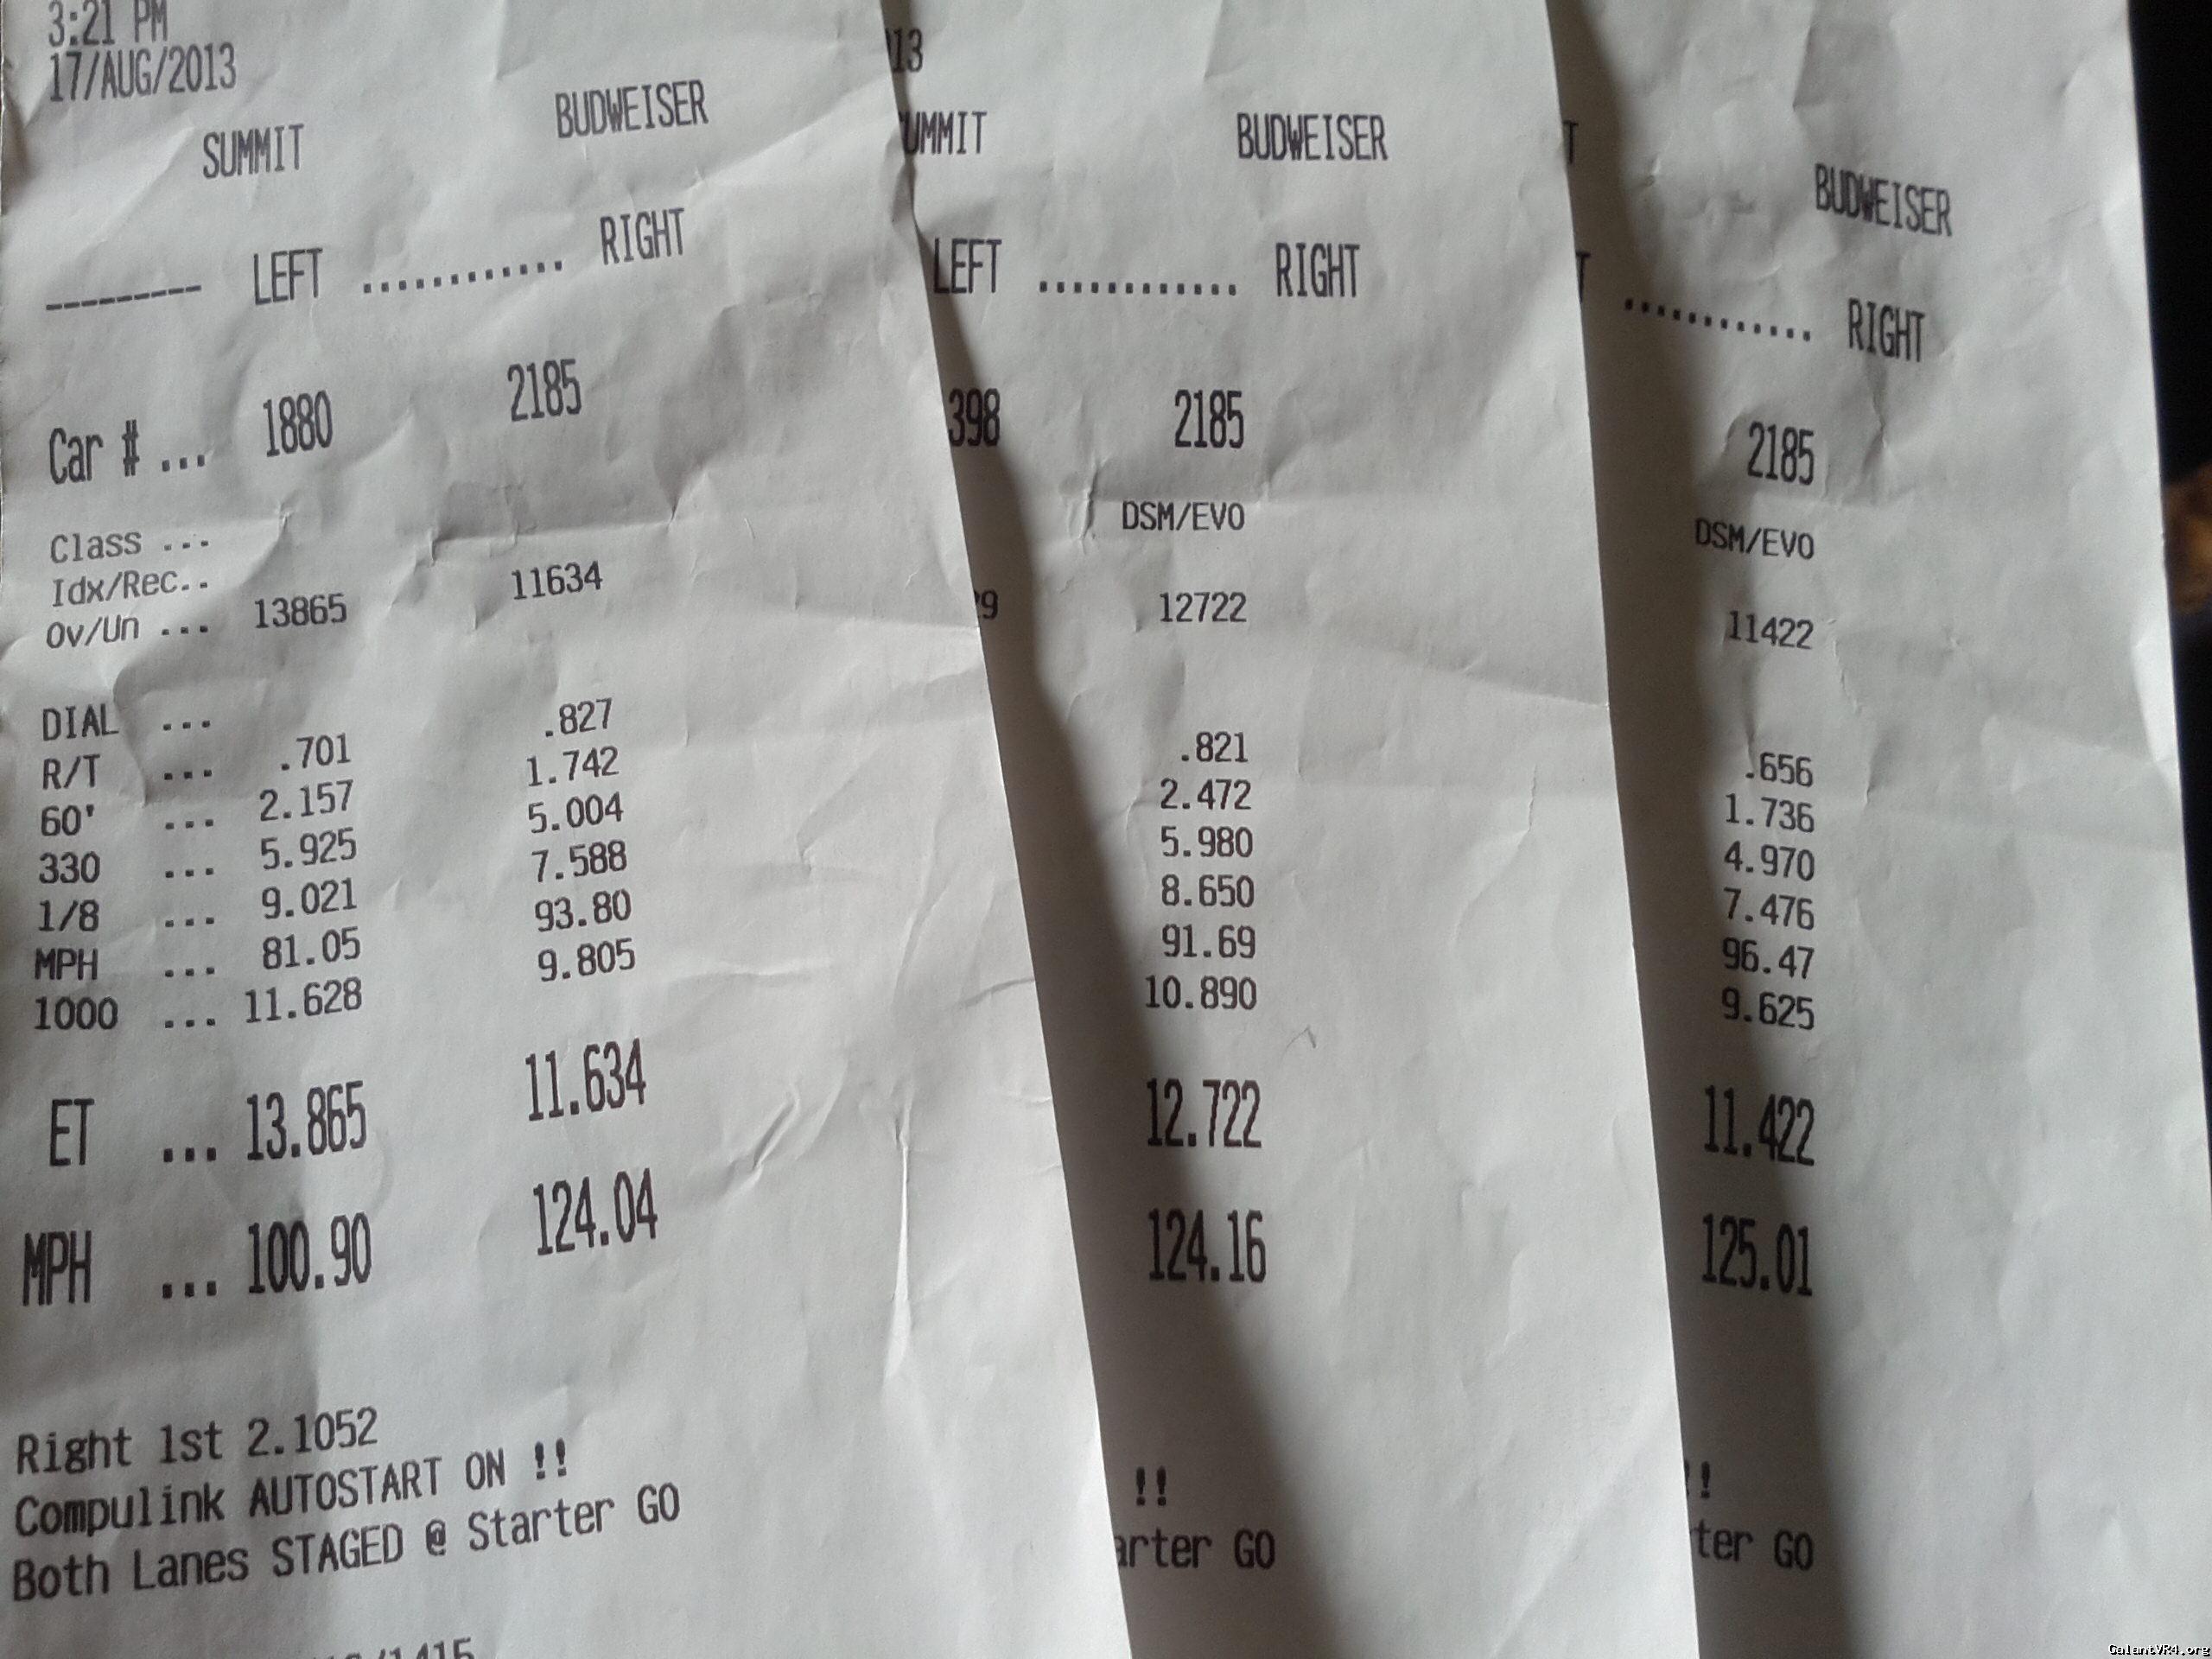 3:21 PM
17/AUG/2013
SUMMIT BUDWEISER
--------- LEFT ............ RIGHT
Car # ... 1880 2185
Class ...
Idx/Rec..
Ov/Un ... 13865 11634
DIAL ...
R/T ... .701 .827
60' ... 2.157 1.742
330 ... 5.925 5.004
1/8 ... 9.021 7.588
MPH ... 81.05 93.80
1000 ... 11.628 9.805
ET ... 13.865 11.634
MPH ... 100.90 124.04
Right 1st 2.1052
Compulink AUTOSTART ON !!
Both Lanes STAGED @ Starter GO
/1415
13
UMMIT BUDWEISER
LEFT ............ RIGHT
398 2185
DSM/EVO
9 12722
.821
2.472
5.980
8.650
91.69
10.890
12.722
124.16
!!
arter GO
T BUDWEISER
T ............ RIGHT
2185
DSM/EVO
11422
.656
1.736
4.970
7.476
96.47
9.625
11.422
125.01
!!
ter GO
GalantVR4.org